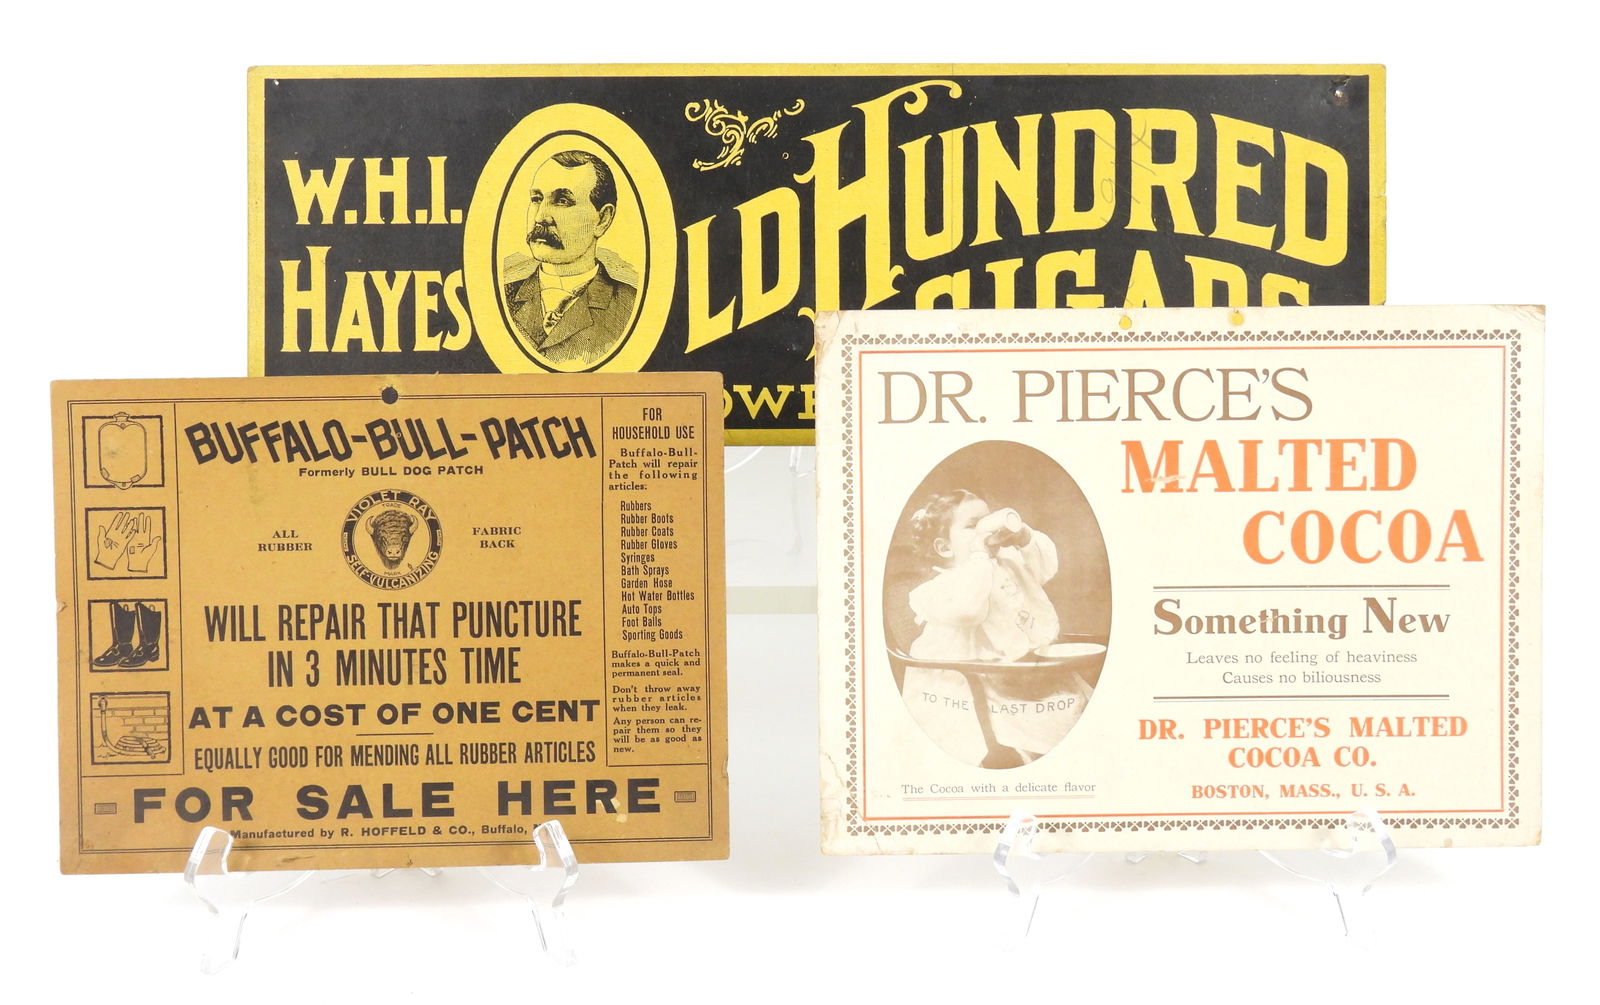 W.H.I.
HAYES
OLD HUNDRED
CIGARS
BUFFALO-BULL-PATCH
Formerly BULL DOG PATCH
ALL
RUBBER
VIOLET RAY
TRADE
MARK
SELF-VULCANIZING
FABRIC
BACK
WILL REPAIR THAT PUNCTURE
IN 3 MINUTES TIME
AT A COST OF ONE CENT
EQUALLY GOOD FOR MENDING ALL RUBBER ARTICLES
FOR
HOUSEHOLD USE
Buffalo-Bull-
Patch will repair
the following
articles:
Rubbers
Rubber Boots
Rubber Coats
Rubber Gloves
Syringes
Bath Sprays
Garden Hose
Hot Water Bottles
Auto Tops
Foot Balls
Sporting Goods
Buffalo-Bull-Patch
makes a quick and
permanent seal.
Don't throw away
rubber articles
when they leak.
Any person can re-
pair them so they
will be as good as
new.
FOR SALE HERE
Manufactured by R. HOFFELD & CO., Buffalo,
DR. PIERCE'S
MALTED
COCOA
Something New
Leaves no feeling of heaviness
Causes no biliousness
TO THE LAST DROP
The Cocoa with a delicate flavor
DR. PIERCE'S MALTED
COCOA CO.
BOSTON, MASS., U. S. A.